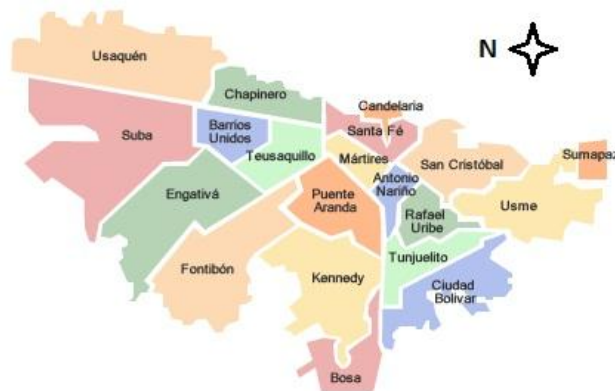 N
Usaquén
Chapinero
Candelaria
Suba
Barrios
Unidos
Santa Fé
Teusaquillo
Mártires
San Cristóbal
Sumapaz
Engativá
Puente
Aranda
Antonio
Nariño
Rafael
Uribe
Usme
Fontibón
Kennedy
Tunjuelito
Ciudad
Bolivar
Bosa